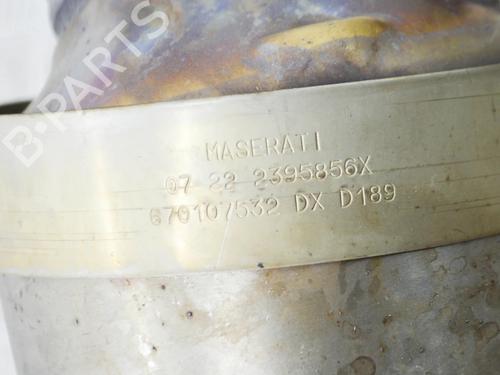 B-PARTS
MASERATI
07 22 2395856X
670107532 DX D189